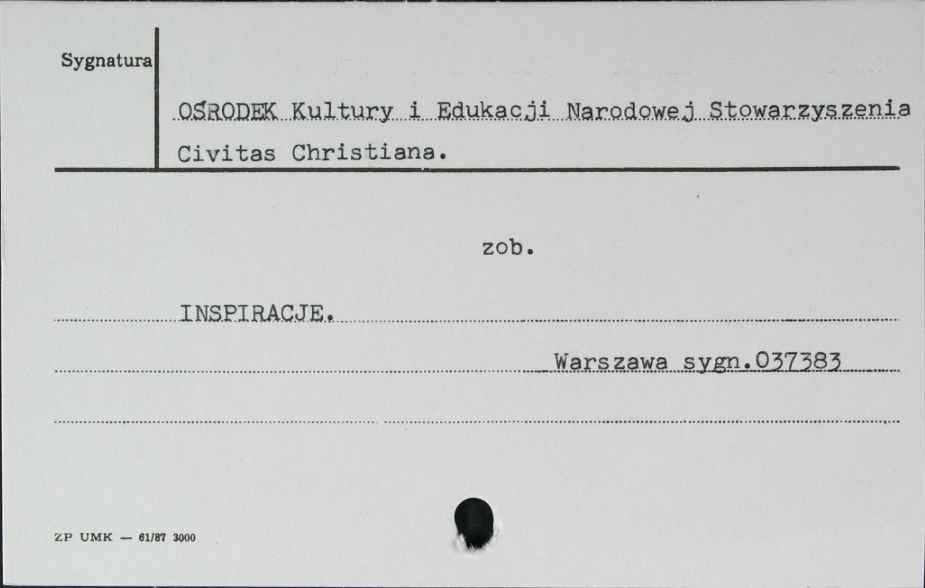 Sygnatura
OŚRODEK Kultury i Edukacji Narodowej Stowarzyszenia
Civitas Christiana.
zob.
INSPIRACJE.
Warszawa sygn.037383
ZP UMK — 61/87 3000